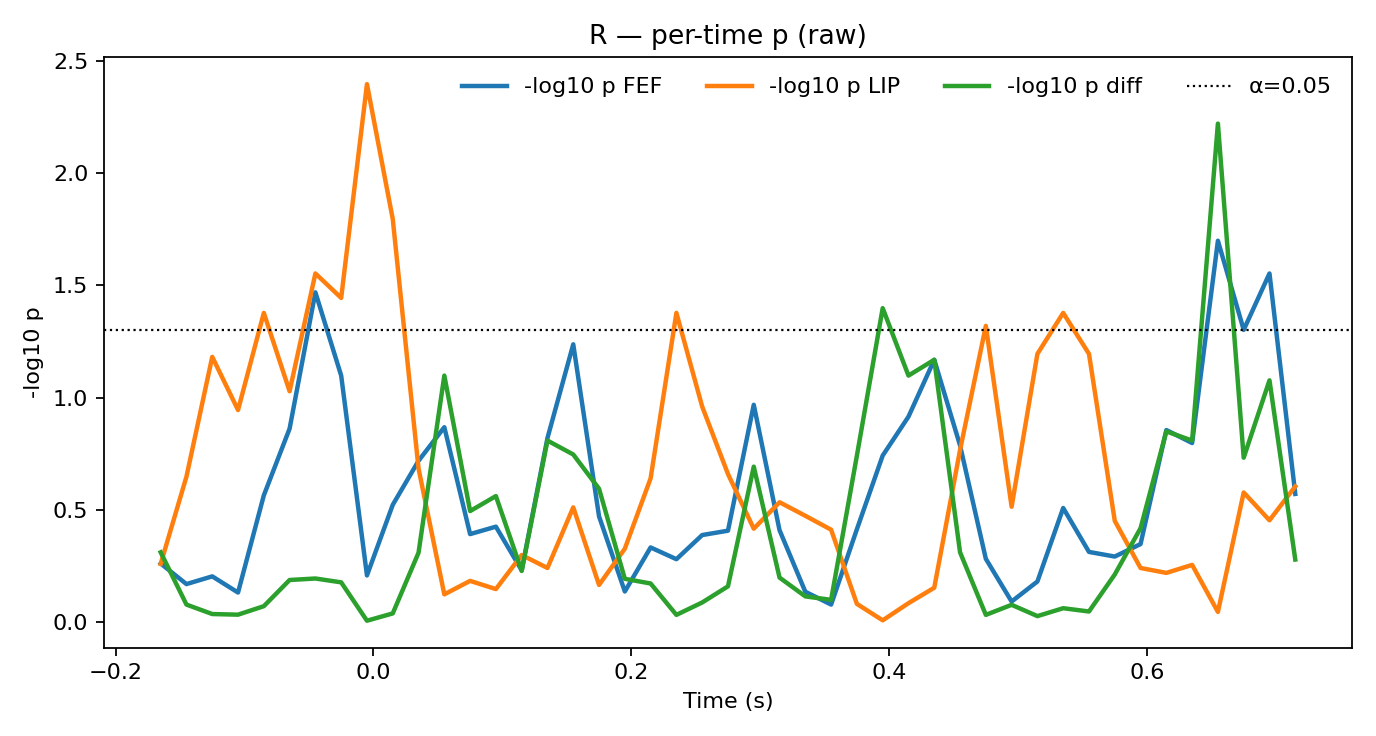 R — per-time p (raw)
-log10 p FEF -log10 p LIP -log10 p diff α=0.05
2.5
2.0
1.5
1.0
0.5
0.0
-log10 p
−0.2 0.0 0.2 0.4 0.6
Time (s)